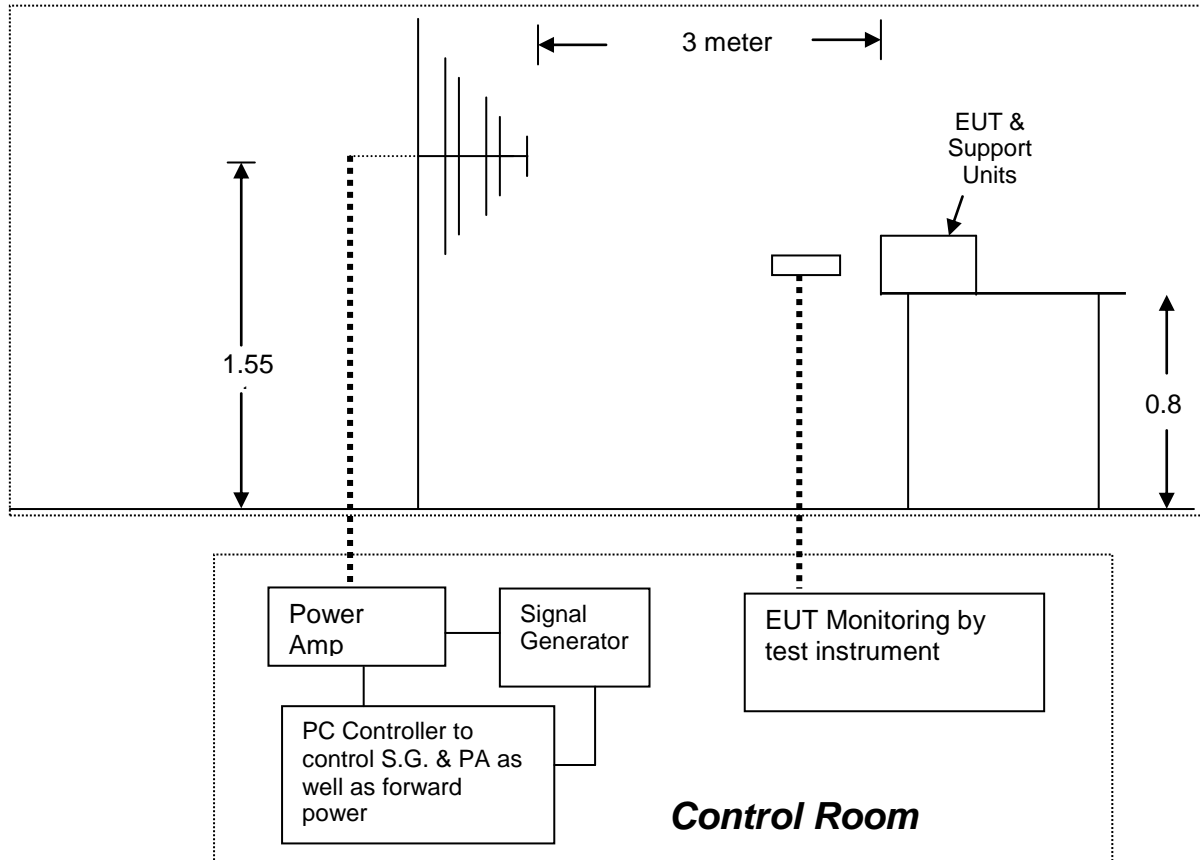 3 meter
EUT &
Support
Units
1.55
0.8
Power
Amp
Signal
Generator
EUT Monitoring by
test instrument
PC Controller to
control S.G. & PA as
well as forward
power
Control Room